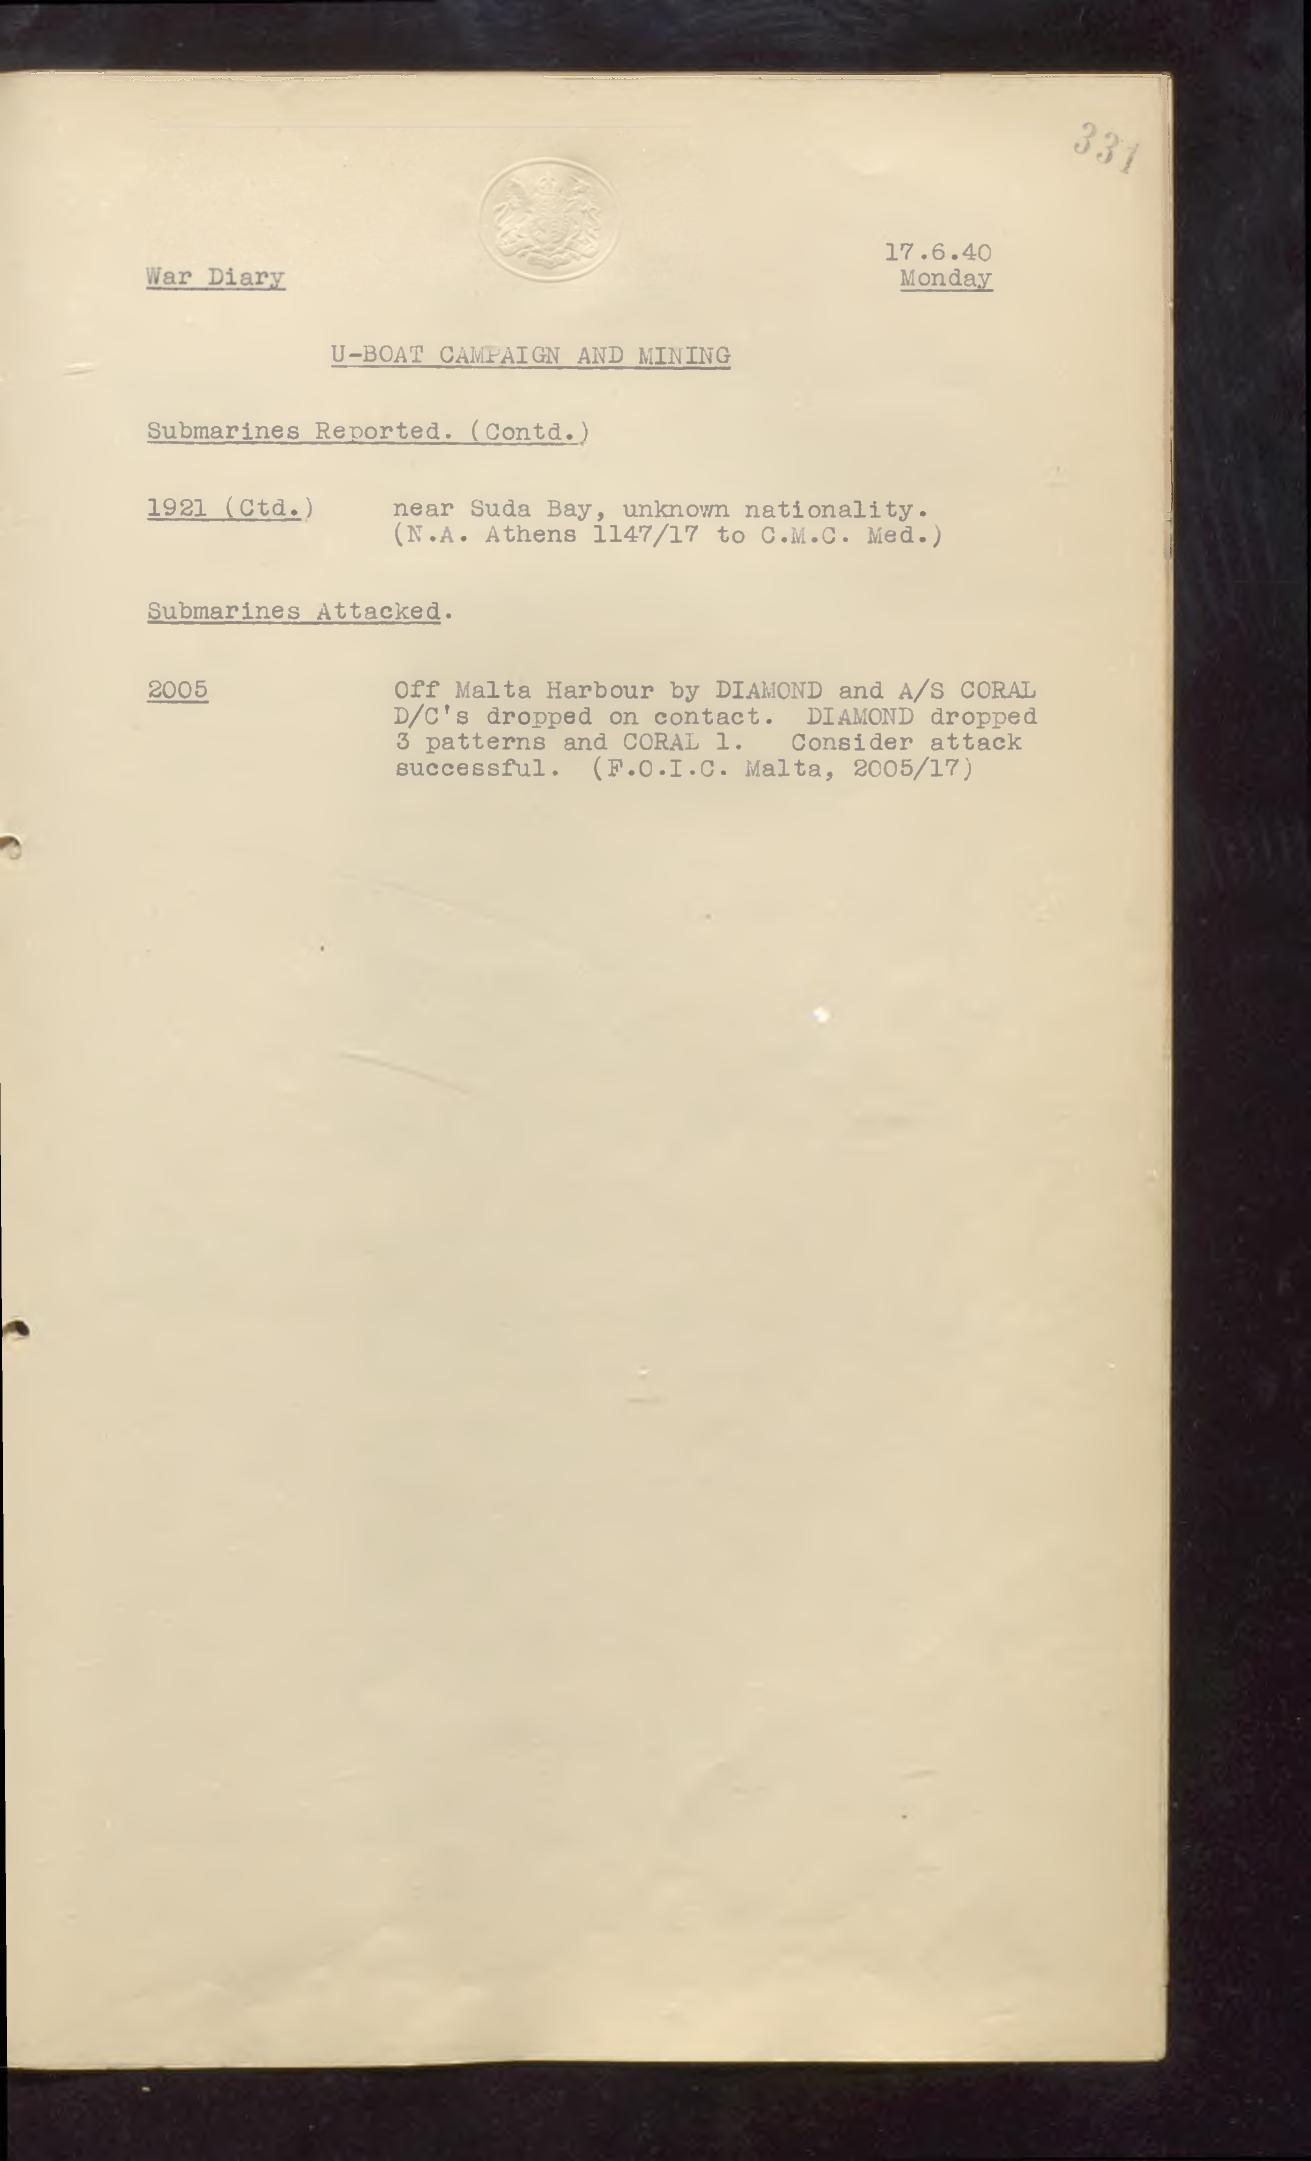 331
17.6.40
War Diary
Monday
U-BOAT CAMPAIGN AND MINING
Submarines Reported. (Contd.)
1921 (Ctd.) near Suda Bay, unknown nationality.
(N.A. Athens 1147/17 to C.M.C. Med.)
Submarines Attacked.
2005 Off Malta Harbour by DIAMOND and A/S CORAL
D/C's dropped on contact. DIAMOND dropped
3 patterns and CORAL 1. Consider attack
successful. (F.O.I.C. Malta, 2005/17)